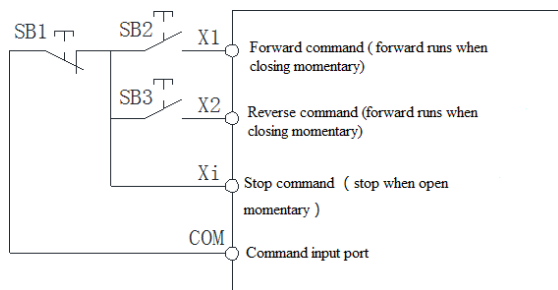 SB1
SB2
X1
Forward command ( forward runs when
closing momentary)
SB3
X2
Reverse command (forward runs when
closing momentary)
Xi
Stop command ( stop when open
momentary )
COM
Command input port